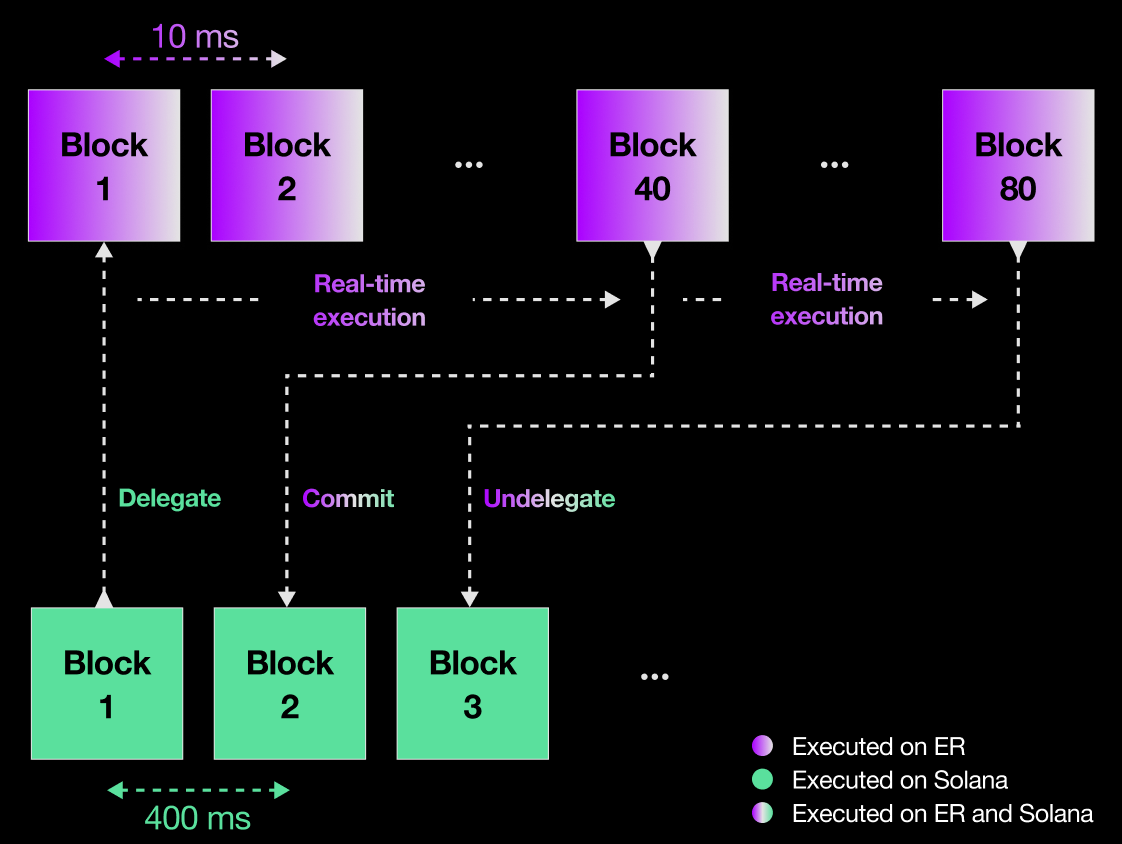 10 ms
Block
1
Block
2
...
Block
40
...
Block
80
Real-time
execution
Real-time
execution
Delegate
Commit
Undelegate
Block
1
Block
2
Block
3
...
400 ms
Executed on ER
Executed on Solana
Executed on ER and Solana